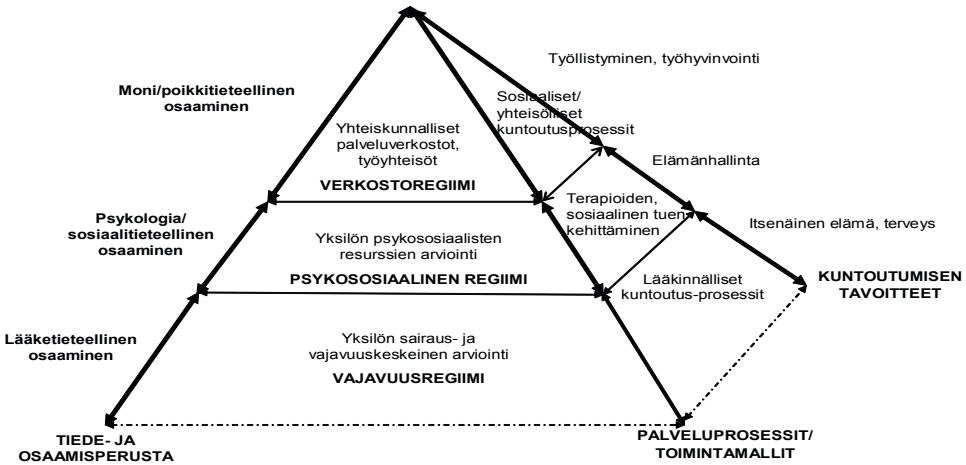 Työllistyminen, työhyvinvointi
Moni/poikkitieteellinen
osaaminen
Sosiaaliset/
yhteisölliset
kuntoutusprosessit
Yhteiskunnalliset
palveluverkostot,
työyhteisöt
VERKOSTOREGIIMI
Elämänhallinta
Psykologia/
sosiaalitieteellinen
osaaminen
Terapioiden,
sosiaalinen tuen
kehittäminen
Itsenäinen elämä, terveys
Yksilön psykososiaalisten
resurssien arviointi
PSYKOSOSIAALINEN REGIIMI
Lääkinnälliset
kuntoutus-prosessit
KUNTOUTUMISEN
TAVOITTEET
Lääketieteellinen
osaaminen
Yksilön sairaus- ja
vajavuuskeskeinen arviointi
VAJAVUUSREGIIMI
TIEDE- JA
OSAAMISPERUSTA
PALVELUPROSESSIT/
TOIMINTAMALLIT